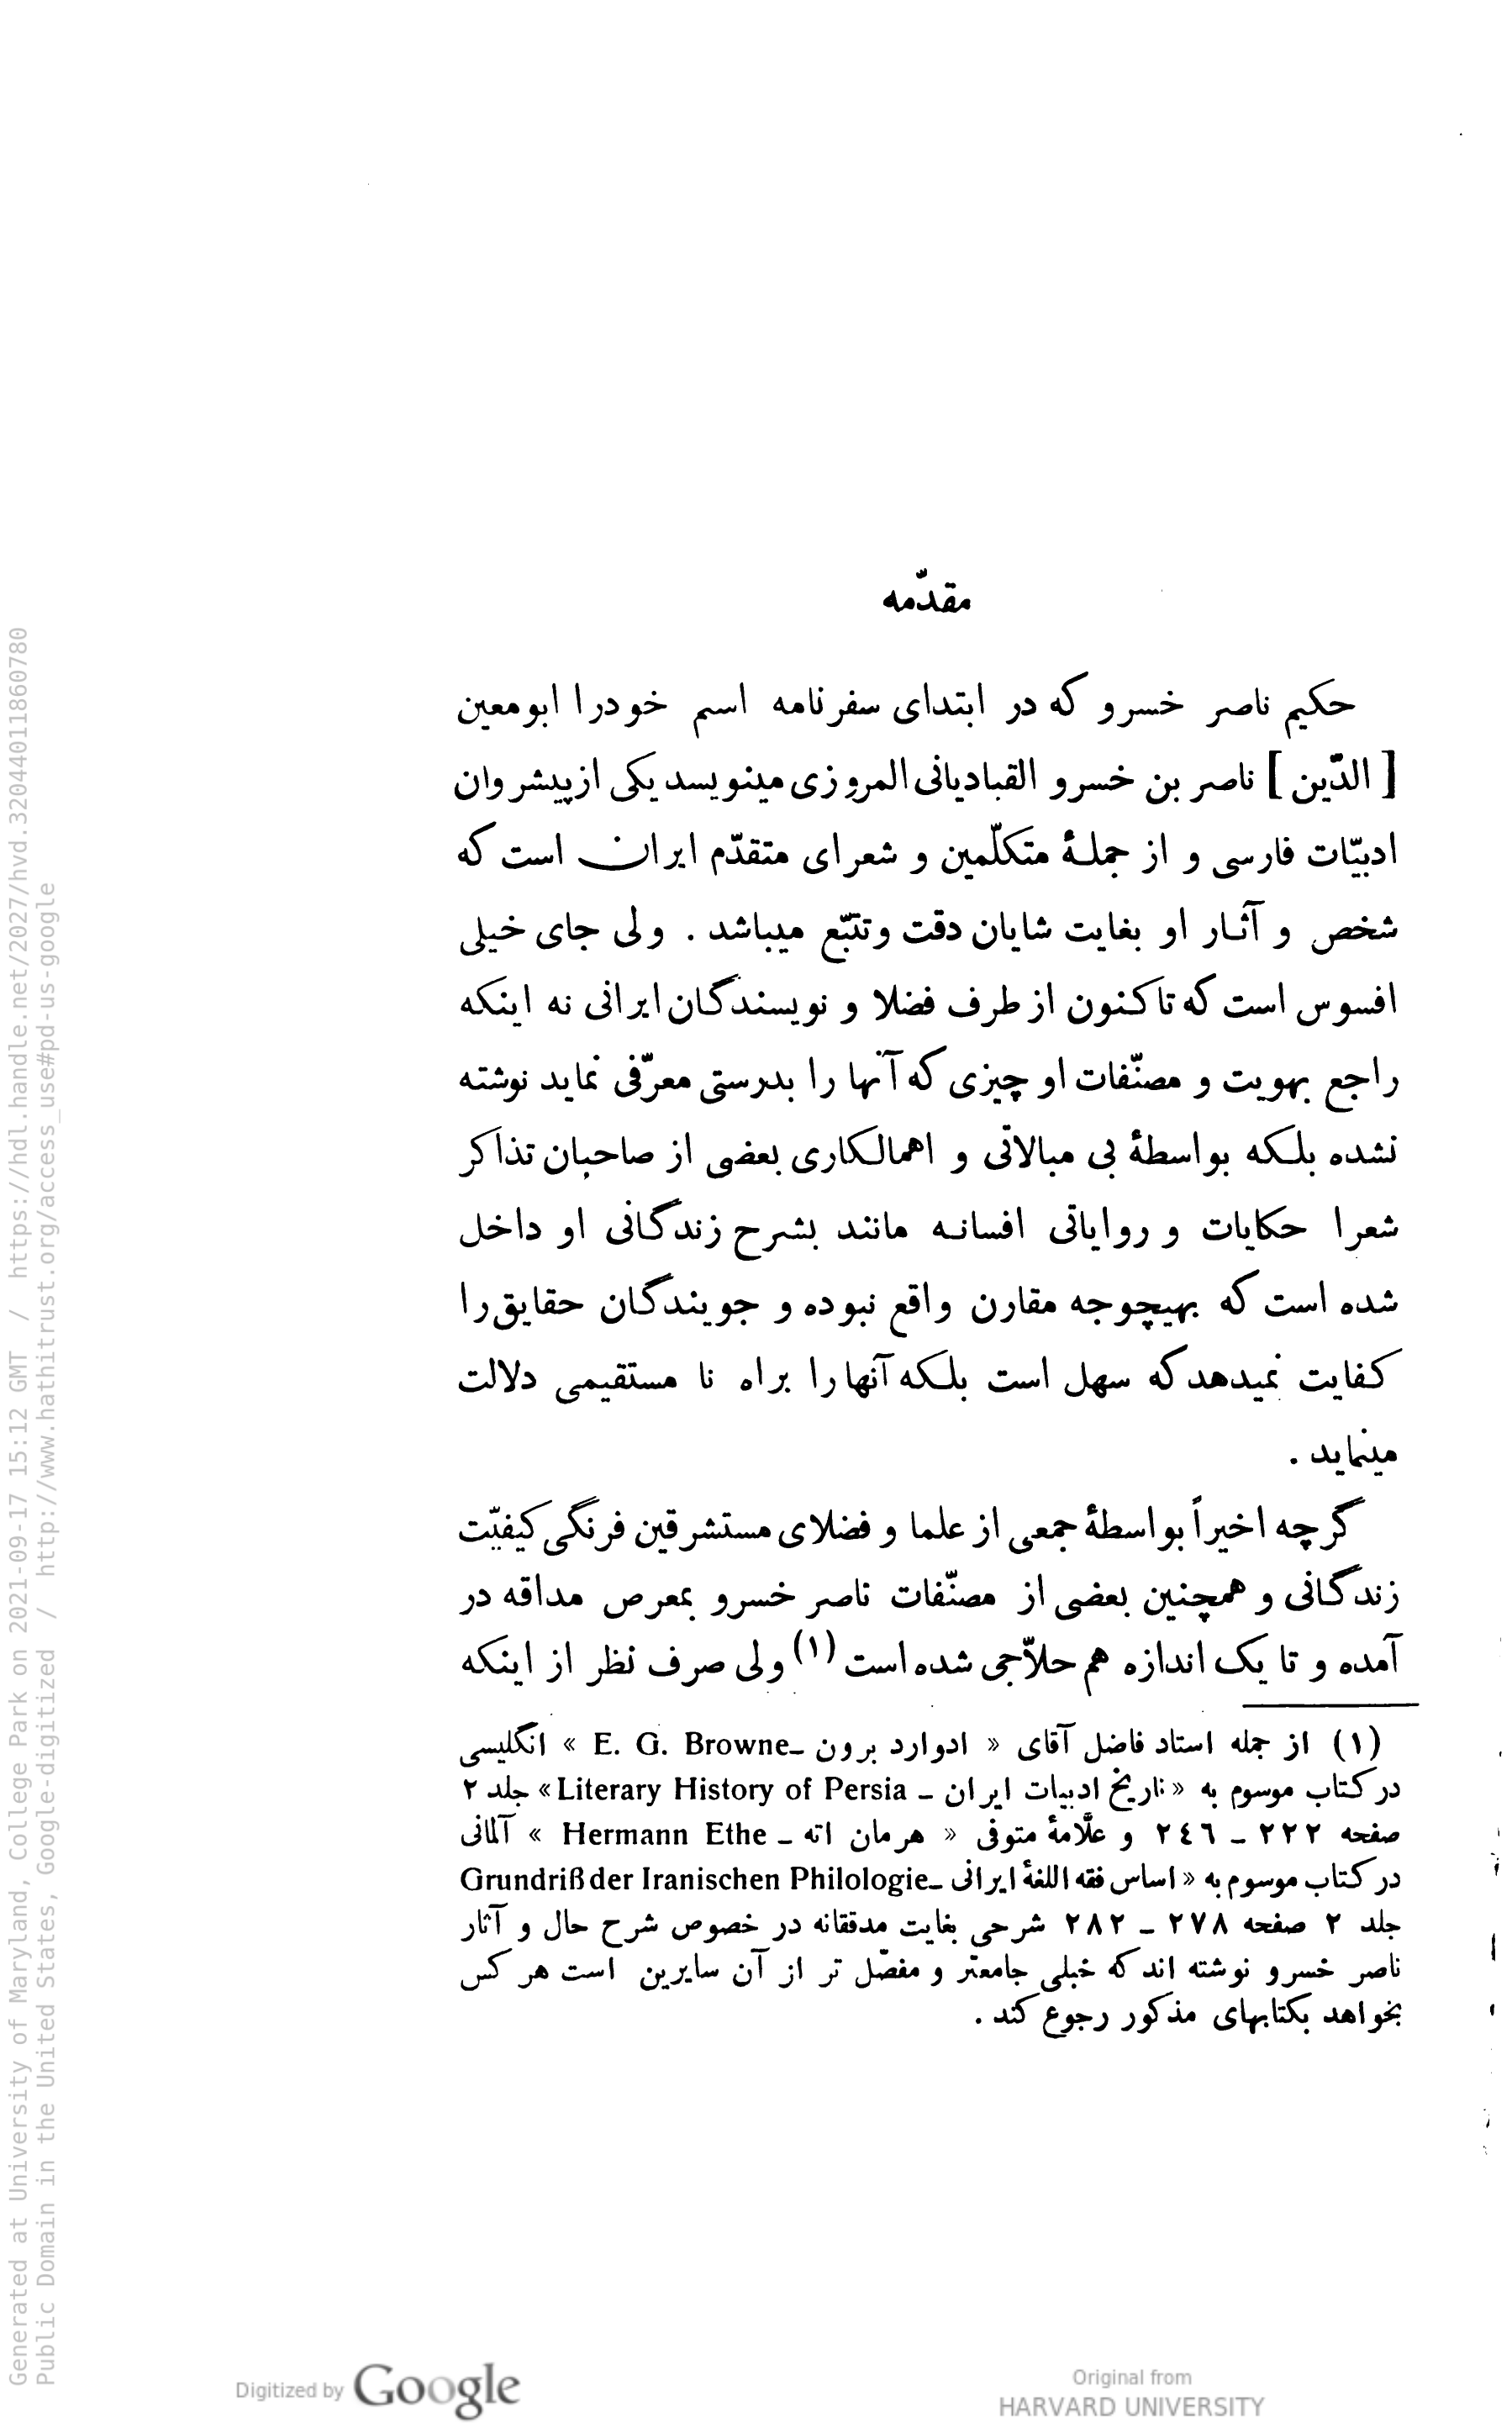 مقدّمه
حکیم ناصر خسرو که در ابتدای سفرنامه اسم خودرا ابومعین
[ الدّین ] ناصر بن خسرو القبادیانی المروزی مینویسد یکی ازپیشروان
ادبیّات فارسی و از جملهٔ متکلّمین و شعرای متقدّم ایران است که
شخص و آثار او بغایت شایان دقت وتتبّع میباشد . ولی جای خیلی
افسوس است که تاکنون از طرف فضلا و نویسندگان ایرانی نه اینکه
راجع بهویت و مصنّفات او چیزی که آنها را بدرستی معرّفی نماید نوشته
نشده بلکه بواسطهٔ بی مبالاتی و اهمالکاری بعضی از صاحبان تذاکر
شعرا حکایات و روایاتی افسانه مانند بشرح زندگانی او داخل
شده است که بهیچوجه مقارن واقع نبوده و جویندگان حقایق را
کفایت نمیدهد که سهل است بلکه آنهارا براه نا مستقیمی دلالت
مینماید .
گرچه اخیراً بواسطهٔ جمعی از علما و فضلای مستشرقین فرنگی کیفیّت
زندگانی و همچنین بعضی از مصنّفات ناصر خسرو بمعرص مداقه در
آمده و تا یک اندازه هم حلاّجی شده است (۱) ولی صرف نظر از اینکه
(۱) از جمله استاد فاضل آقای « ادوارد برون ـ E. G. Browne » انگلیسی
در کتاب موسوم به « تاریخ ادبیات ایران ـ Literary History of Persia » جلد ۲
صفحه ۲۲۲ ـ ۲٤٦ و علّامهٔ متوفی « هرمان اته ـ Hermann Ethe » آلمانی
در کتاب موسوم به « اساس فقه اللغهٔ ایرانی ـ Grundriß der Iranischen Philologie
جلد ۲ صفحه ۲۷۸ ـ ۲۸۲ شرحی بغایت مدققانه در خصوص شرح حال و آثار
ناصر خسرو نوشته اند که خیلی جامعتر و مفصّل تر از آن سایرین است هر کس
بخواهد بکتابهای مذکور رجوع کند .
Generated at University of Maryland, College Park on 2021-09-17 15:12 GMT / https://hdl.handle.net/2027/hvd.32044011860780
Public Domain in the United States, Google-digitized / http://www.hathitrust.org/access_use#pd-us-google
Digitized by Google
Original from
HARVARD UNIVERSITY